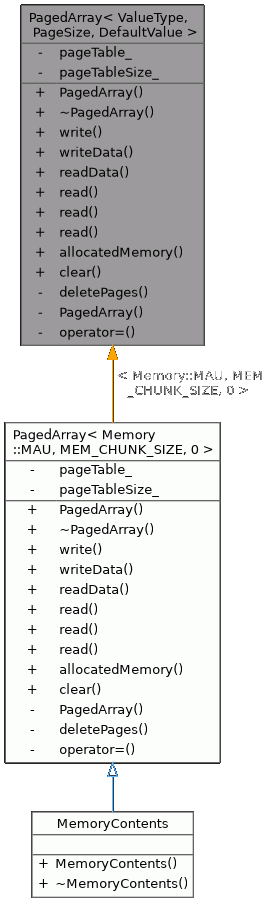 PagedArray< ValueType,
PageSize, DefaultValue >
- pageTable_
- pageTableSize_
+ PagedArray()
+ ~PagedArray()
+ write()
+ writeData()
+ readData()
+ read()
+ read()
+ read()
+ allocatedMemory()
+ clear()
- deletePages()
- PagedArray()
- operator=()
< Memory::MAU, MEM
_CHUNK_SIZE, 0 >
PagedArray< Memory
::MAU, MEM_CHUNK_SIZE, 0 >
- pageTable_
- pageTableSize_
+ PagedArray()
+ ~PagedArray()
+ write()
+ writeData()
+ readData()
+ read()
+ read()
+ read()
+ allocatedMemory()
+ clear()
- PagedArray()
- deletePages()
- operator=()
MemoryContents
+ MemoryContents()
+ ~MemoryContents()